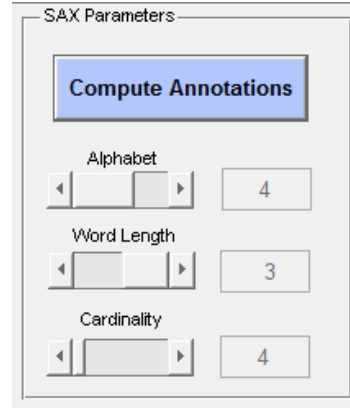 SAX Parameters
Compute Annotations
Alphabet
4
Word Length
3
Cardinality
4